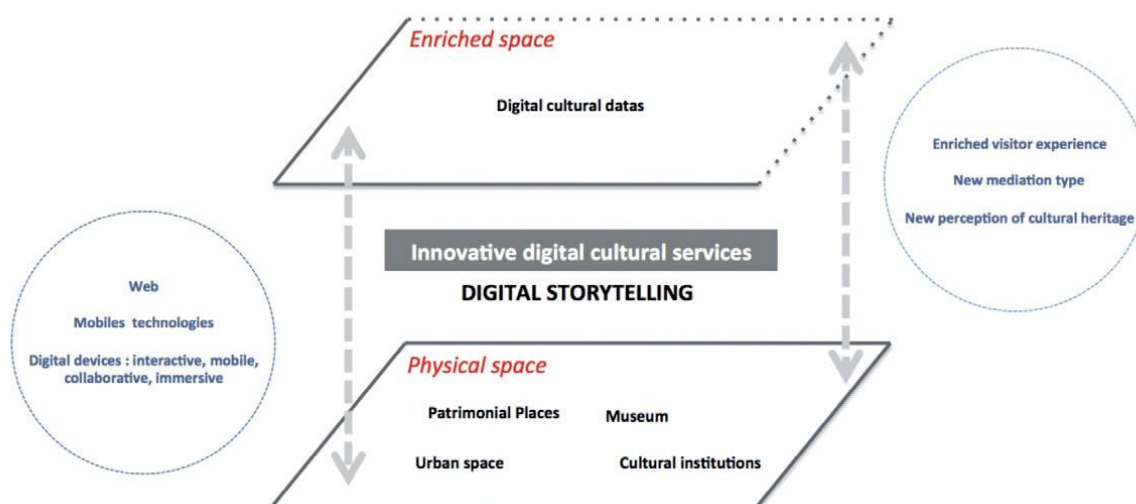 Enriched space
Digital cultural datas
Enriched visitor experience
New mediation type
New perception of cultural heritage
Innovative digital cultural services
DIGITAL STORYTELLING
Web
Mobiles technologies
Digital devices : interactive, mobile,
collaborative, immersive
Physical space
Patrimonial Places
Museum
Urban space
Cultural institutions